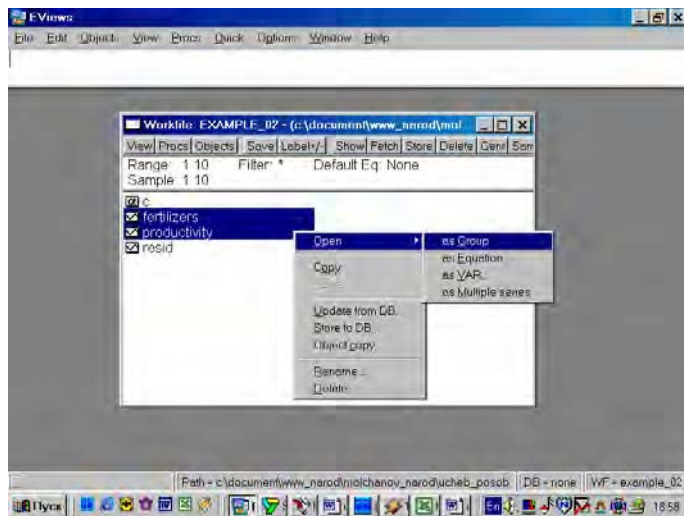 EViews
File Edit Objects View Procs Quick Options Window Help
Workfile: EXAMPLE_02 - (c:\document\www_narod\mol
View Procs Objects Save Label+/- Show Fetch Store Delete Genr Sam
Range: 1 10 Filter: * Default Eq: None
Sample: 1 10
c
fertilizers
productivity
resid
Open
Copy
Update from DB
Store to DB
Object copy
Rename...
Delete
as Group
as Equation
as VAR
as Multiple series
Path = c:\document\www_narod\molchanov_narod\ucheb_posob DB = none WF = example_02
Пуск En 16:58